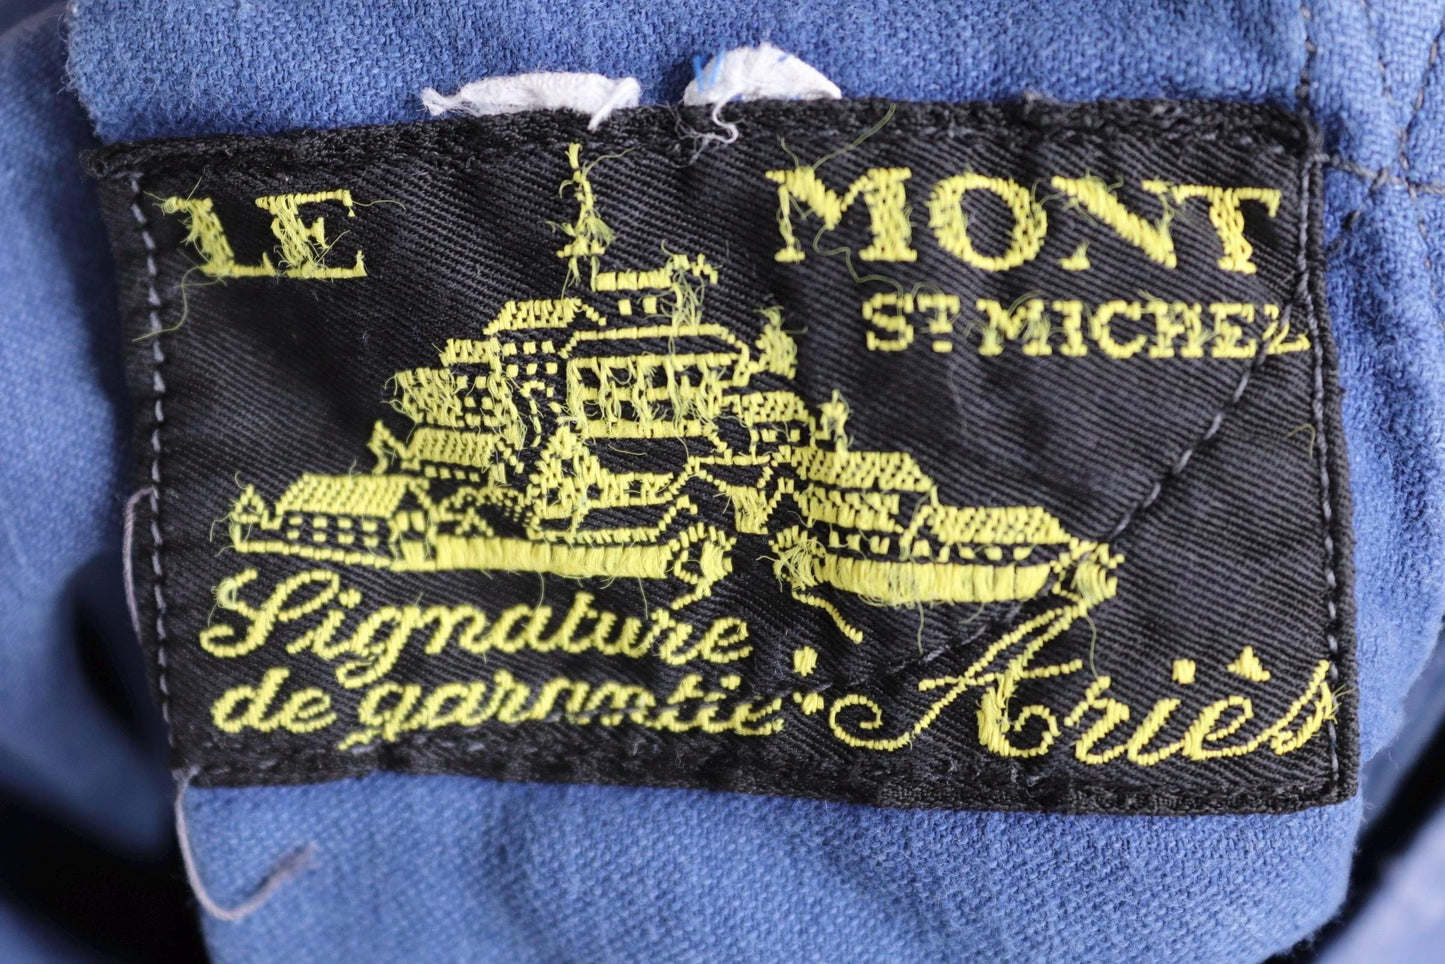 LE MONT
ST MICHEL
Signature
de garantie · Ariès